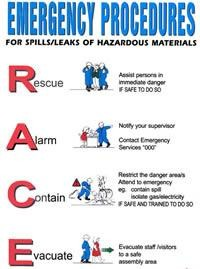 EMERGENCY PROCEDURES
FOR SPILLS/LEAKS OF HAZARDOUS MATERIALS
Rescue
Assist persons in
immediate danger
IF SAFE TO DO SO
Alarm
Notify your supervisor
Contact Emergency
Services "000"
Contain
Restrict the danger area/s
Attend to emergency
eg. contain spill
isolate gas/electricity
IF SAFE AND TRAINED TO DO SO
Evacuate
Evacuate staff /visitors
to a safe
assembly area